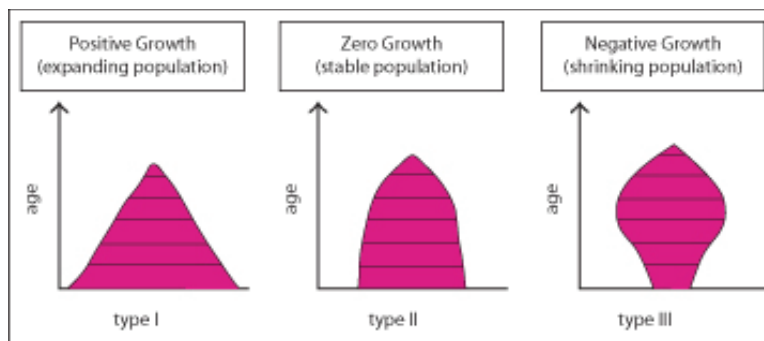 Positive Growth
(expanding population)
Zero Growth
(stable population)
Negative Growth
(shrinking population)
age
type I
age
type II
age
type III